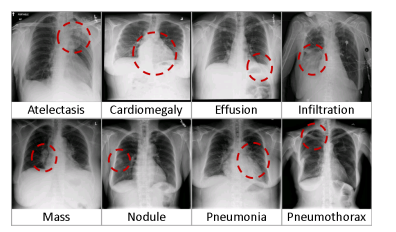 Atelectasis
Cardiomegaly
Effusion
Infiltration
Mass
Nodule
Pneumonia
Pneumothorax